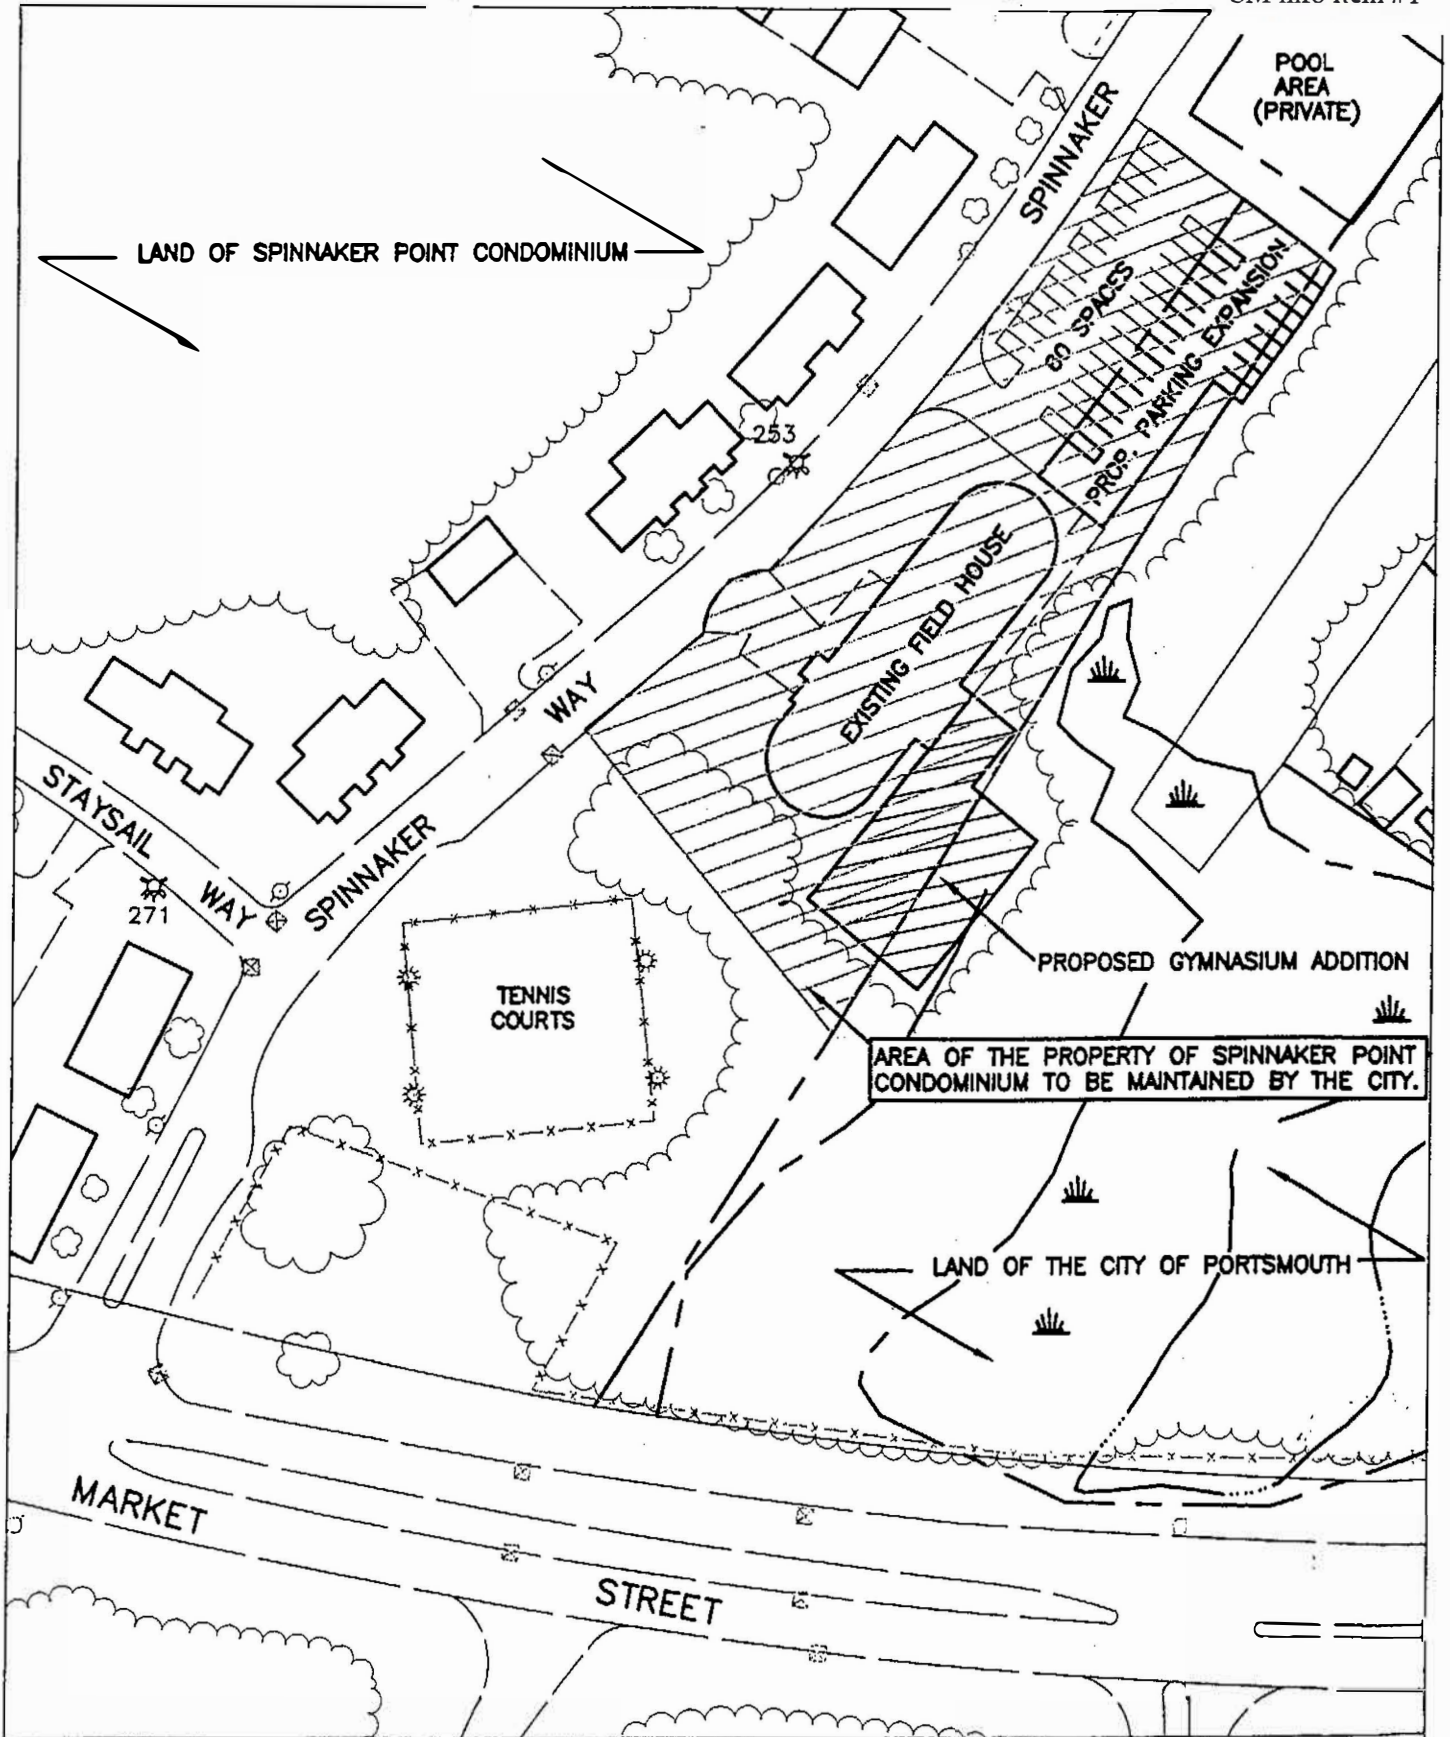 POOL
AREA
(PRIVATE)
SPINNAKER
LAND OF SPINNAKER POINT CONDOMINIUM
80 SPACES
PROP. PARKING EXPANSION
253
EXISTING FIELD HOUSE
WAY
STAYSAIL
WAY
SPINNAKER
271
PROPOSED GYMNASIUM ADDITION
TENNIS
COURTS
AREA OF THE PROPERTY OF SPINNAKER POINT
CONDOMINIUM TO BE MAINTAINED BY THE CITY.
LAND OF THE CITY OF PORTSMOUTH
MARKET
STREET